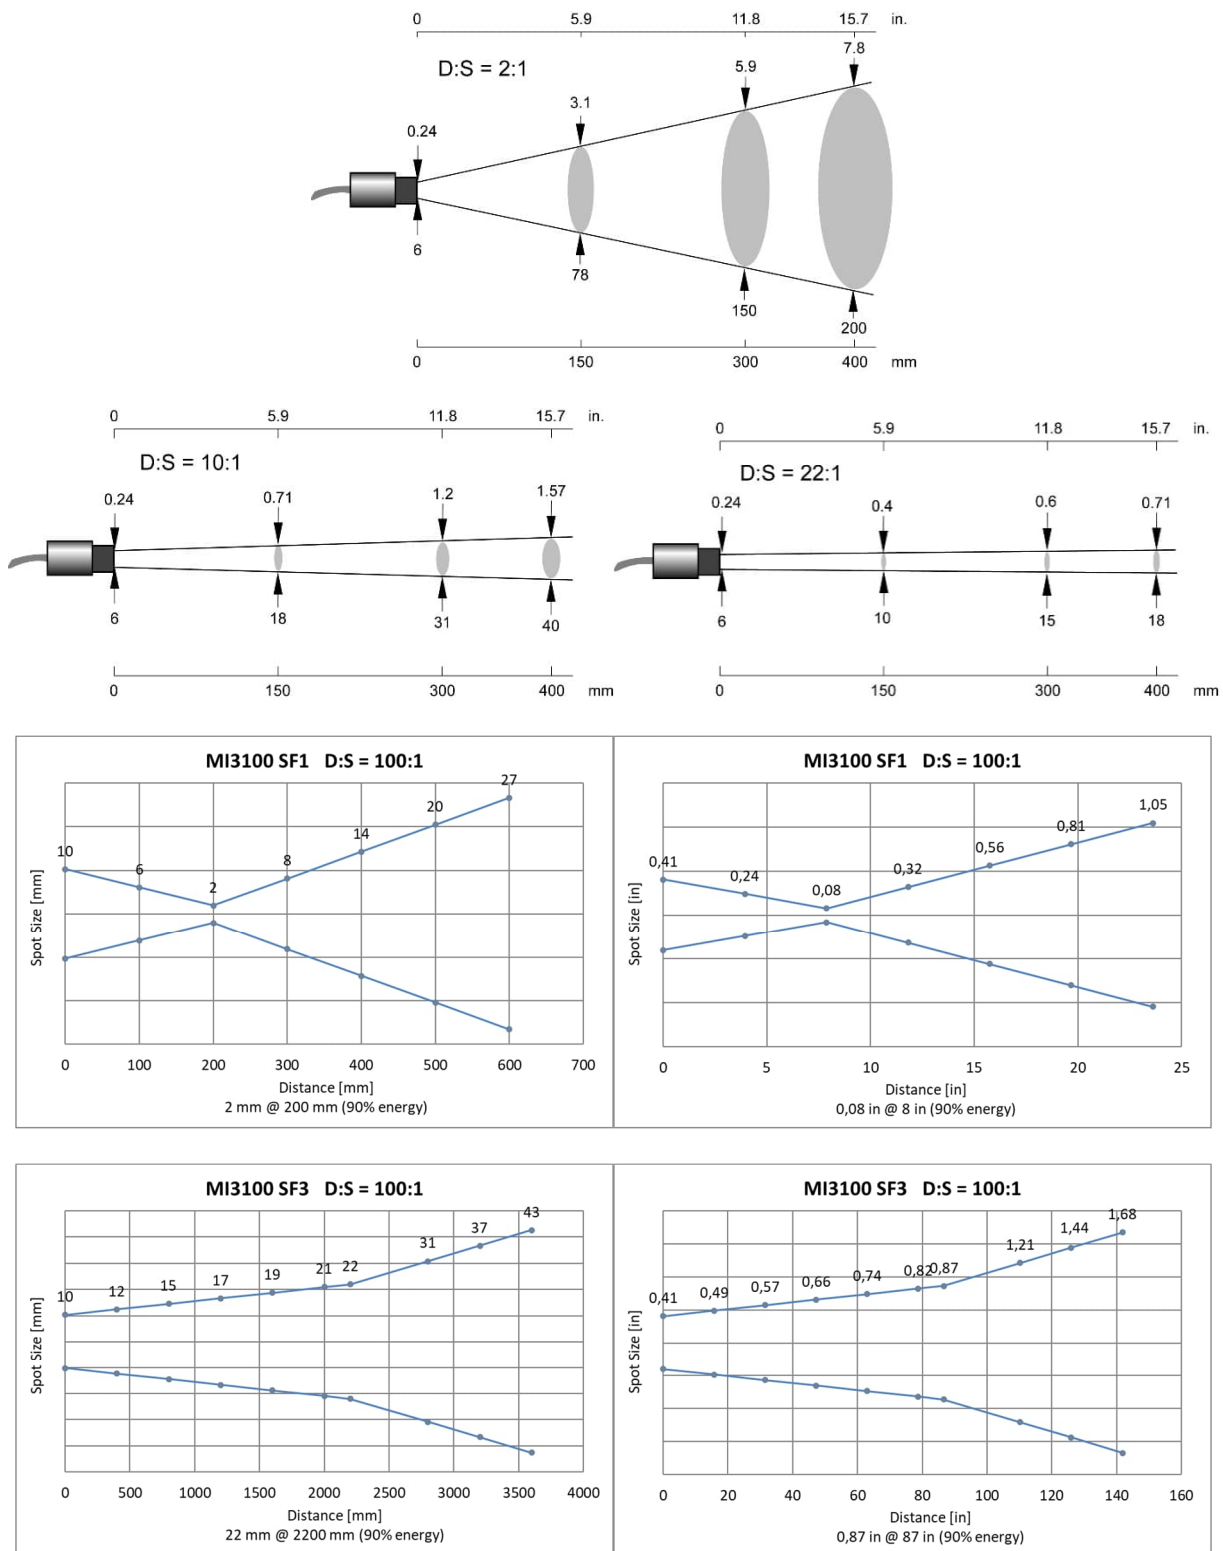 0 5.9 11.8 15.7 in.
7.8
D:S = 2:1
5.9
3.1
0.24
6
78
150
200
0 150 300 400 mm
0 5.9 11.8 15.7 in.
D:S = 10:1
0.24 0.71 1.2 1.57
6 18 31 40
0 150 300 400 mm
0 5.9 11.8 15.7 in.
D:S = 22:1
0.24 0.4 0.6 0.71
6 10 15 18
0 150 300 400 mm
MI3100 SF1 D:S = 100:1
10 6 2 8 14 20 27
Spot Size [mm]
0 100 200 300 400 500 600 700
Distance [mm]
2 mm @ 200 mm (90% energy)
MI3100 SF1 D:S = 100:1
0,41 0,24 0,08 0,32 0,56 0,81 1,05
Spot Size [in]
0 5 10 15 20 25
Distance [in]
0,08 in @ 8 in (90% energy)
MI3100 SF3 D:S = 100:1
10 12 15 17 19 21 22 31 37 43
Spot Size [mm]
0 500 1000 1500 2000 2500 3000 3500 4000
Distance [mm]
22 mm @ 2200 mm (90% energy)
MI3100 SF3 D:S = 100:1
0,41 0,49 0,57 0,66 0,74 0,82 0,87 1,21 1,44 1,68
Spot Size [in]
0 20 40 60 80 100 120 140 160
Distance [in]
0,87 in @ 87 in (90% energy)